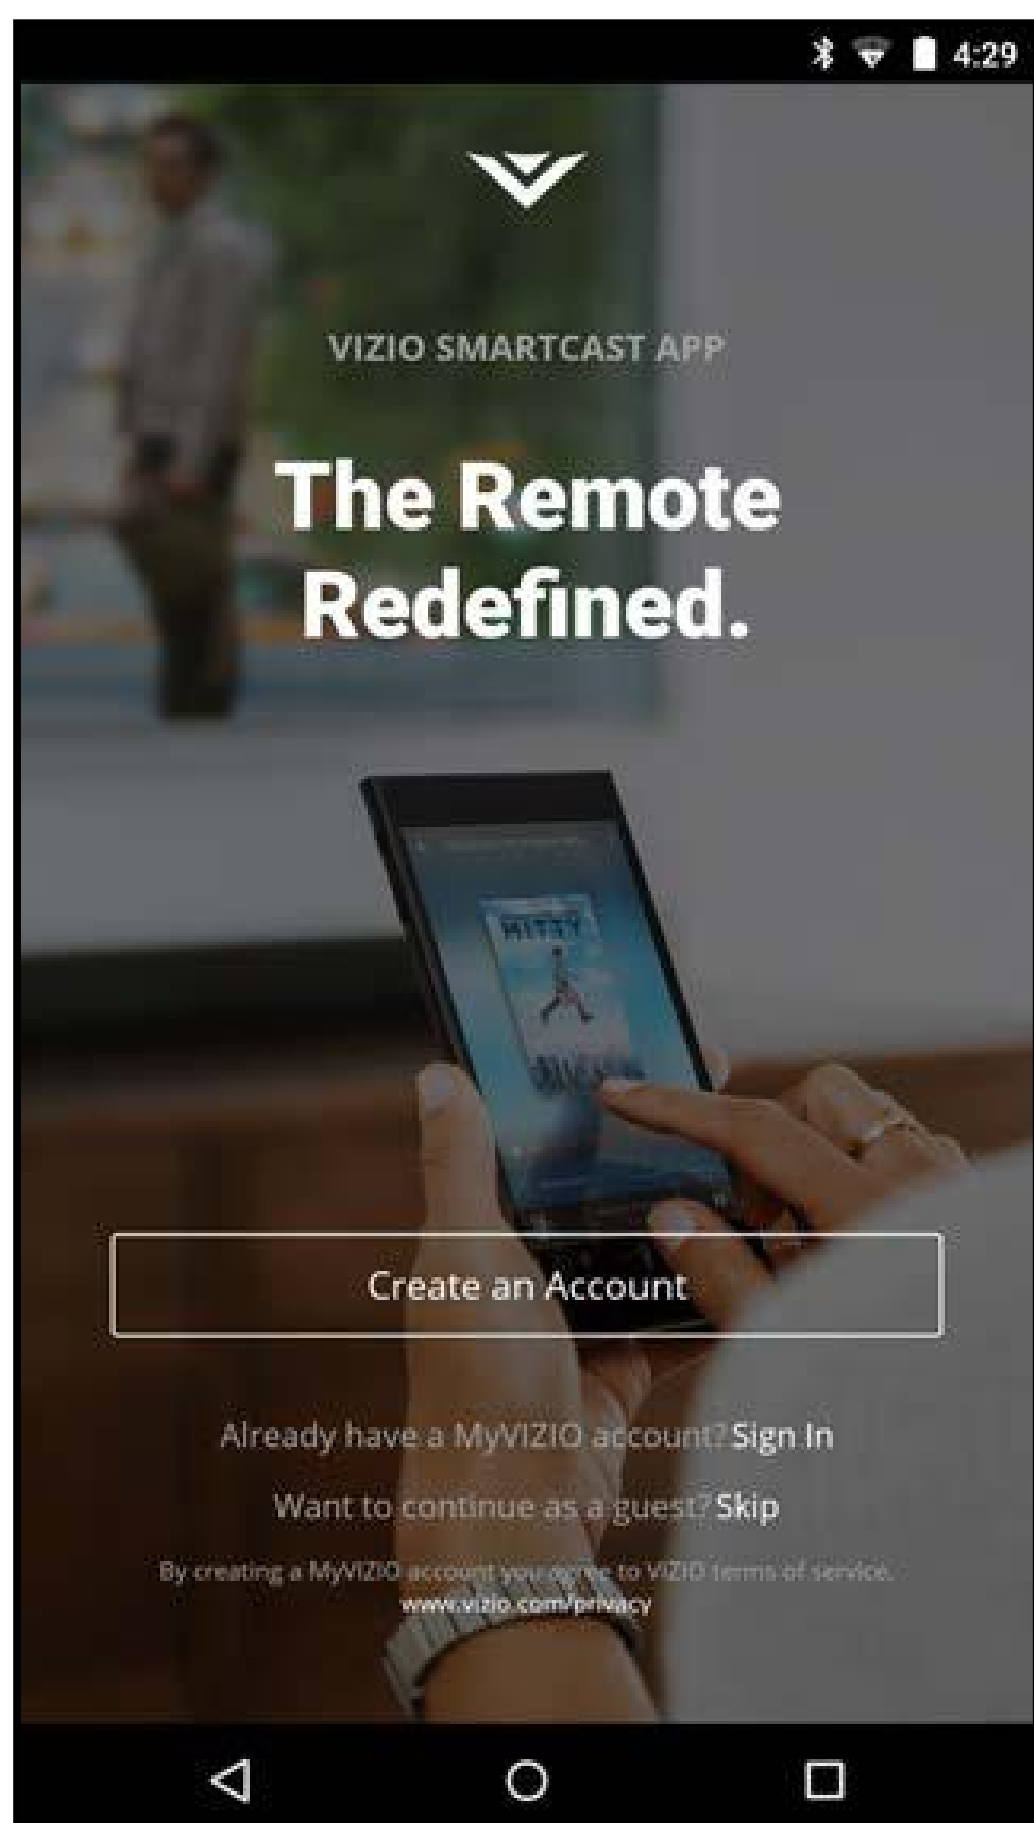 4:29
VIZIO SMARTCAST APP
The Remote
Redefined.
MITTY
Create an Account
Already have a MyVIZIO account? Sign In
Want to continue as a guest? Skip
By creating a MyVIZIO account you agree to VIZIO terms of service.
www.vizio.com/privacy